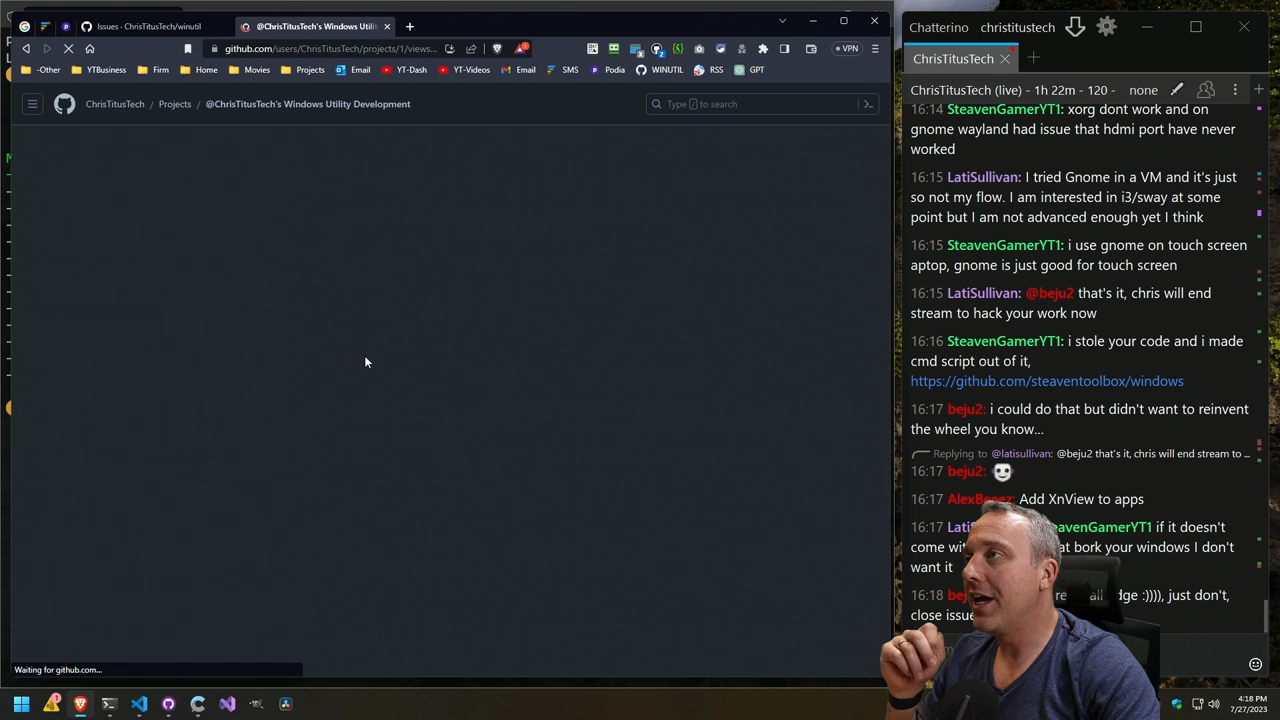 Issues · ChrisTitusTech/winutil
@ChrisTitusTech's Windows Utilit
github.com/users/ChrisTitusTech/projects/1/views...
VPN
-Other
YTBusiness
Firm
Home
Movies
Projects
Email
YT-Dash
YT-Videos
Email
SMS
Podia
WINUTIL
RSS
GPT
ChrisTitusTech / Projects / @ChrisTitusTech's Windows Utility Development
Type / to search
Waiting for github.com...
Chatterino christitustech
ChrisTitusTech
ChrisTitusTech (live) - 1h 22m - 120 - none
16:14 SteavenGamerYT1: xorg dont work and on
gnome wayland had issue that hdmi port have never
worked
16:15 LatiSullivan: I tried Gnome in a VM and it's just
so not my flow. I am interested in i3/sway at some
point but I am not advanced enough yet I think
16:15 SteavenGamerYT1: i use gnome on touch screen
aptop, gnome is just good for touch screen
16:15 LatiSullivan: @beju2 that's it, chris will end
stream to hack your work now
16:16 SteavenGamerYT1: i stole your code and i made
cmd script out of it,
https://github.com/steaventoolbox/windows
16:17 beju2: i could do that but didn't want to reinvent
the wheel you know...
Replying to @latisullivan: @beju2 that's it, chris will end stream to ...
16:17 beju2:
16:17 Add XnView to apps
16:17 if it doesn't
come bork your windows I don't
want it
16:18 :)))), just don't,
close issue
4:18 PM
7/27/2023